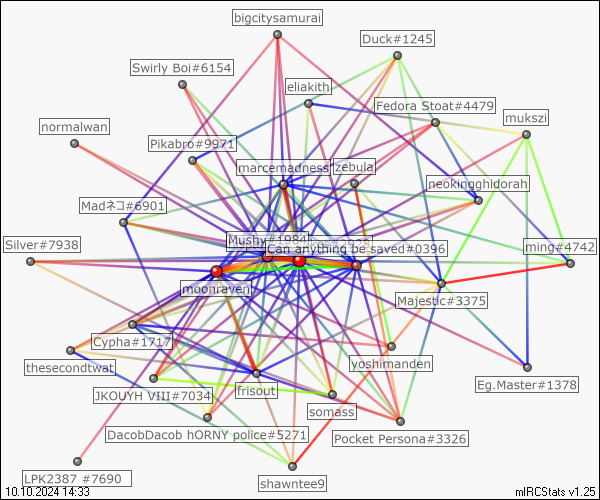 bigcitysamurai
Duck#1245
Swirly Boi#6154
eliakith
Fedora Stoat#4479
mukszi
normalwan
Pikabro#9971
marcemadness
zebula
neokingghidorah
Madネコ#6901
Mushy#1984
Can anything be saved#0396
Silver#7938
ming#4742
moonraven
Majestic#3375
Cypha#1717
thesecondtwat
yoshimanden
JKOUYH VIII#7034
frisout
Eg.Master#1378
somass
DacobDacob hORNY police#5271
Pocket Persona#3326
LPK2387 #7690
shawntee9
10.10.2024 14:33
mIRCStats v1.25